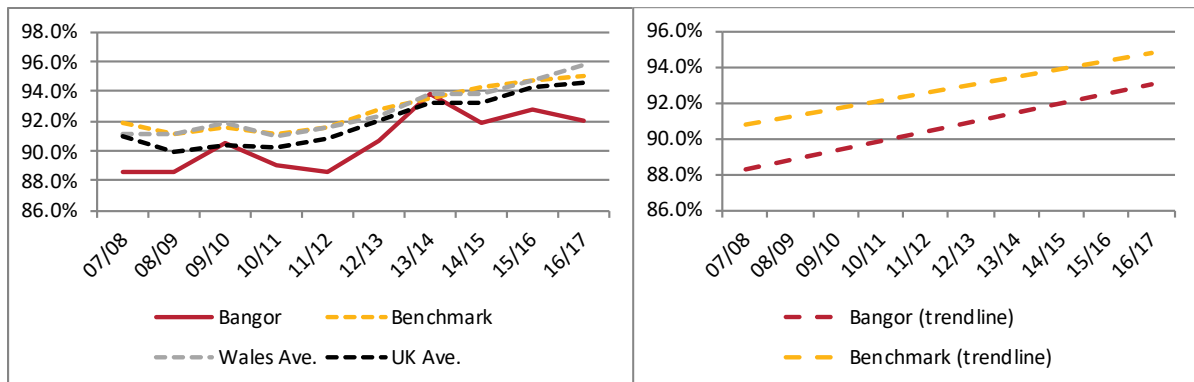 98.0%
96.0%
94.0%
92.0%
90.0%
88.0%
86.0%
07/08 08/09 09/10 10/11 11/12 12/13 13/14 14/15 15/16 16/17
Bangor Benchmark
Wales Ave. UK Ave.
96.0%
94.0%
92.0%
90.0%
88.0%
86.0%
07/08 08/09 09/10 10/11 11/12 12/13 13/14 14/15 15/16 16/17
Bangor (trendline)
Benchmark (trendline)